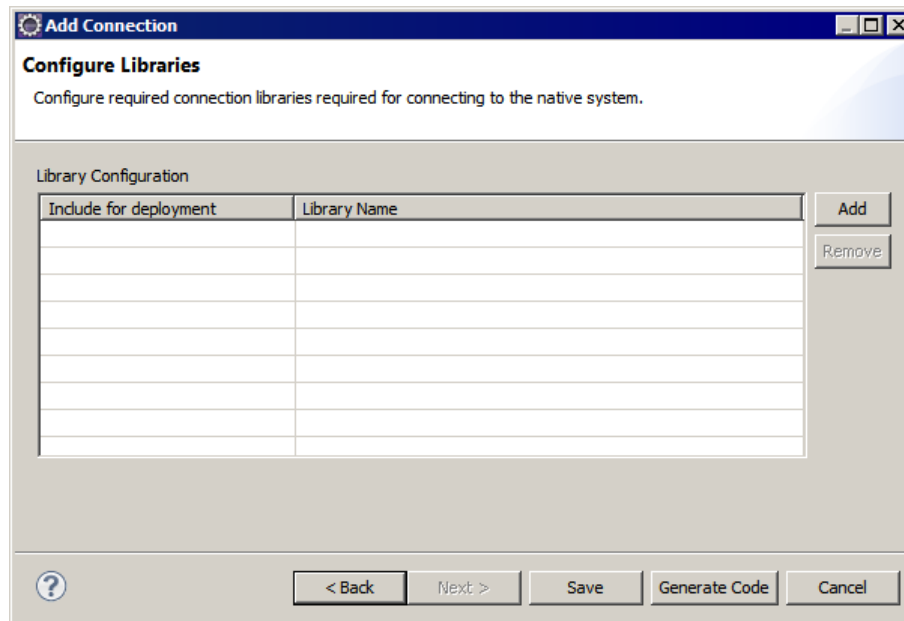 Add Connection
Configure Libraries
Configure required connection libraries required for connecting to the native system.
Library Configuration
Include for deployment Library Name
Add
Remove
? < Back Next > Save Generate Code Cancel